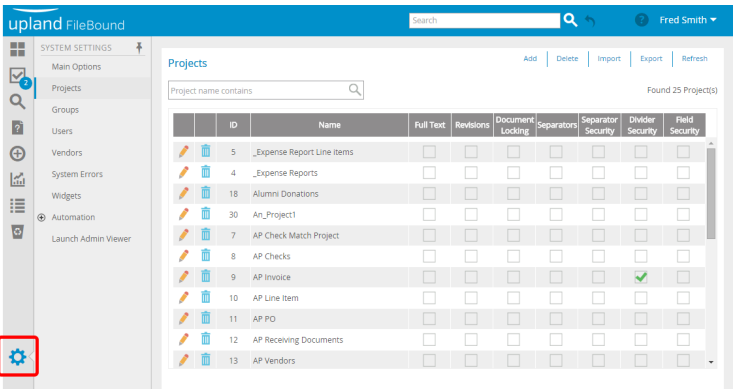 upland FileBound
Search
?
Fred Smith
SYSTEM SETTINGS
Main Options
Projects
Groups
Users
Vendors
System Errors
Widgets
Automation
Launch Admin Viewer
2
?
Projects
Add Delete Import Export Refresh
Project name contains
Found 25 Project(s)
ID Name Full Text Revisions Document Locking Separators Separator Security Divider Security Field Security
5 _Expense Report Line items
4 _Expense Reports
18 Alumni Donations
30 An_Project1
7 AP Check Match Project
8 AP Checks
9 AP Invoice
10 AP Line Item
11 AP PO
12 AP Receiving Documents
13 AP Vendors